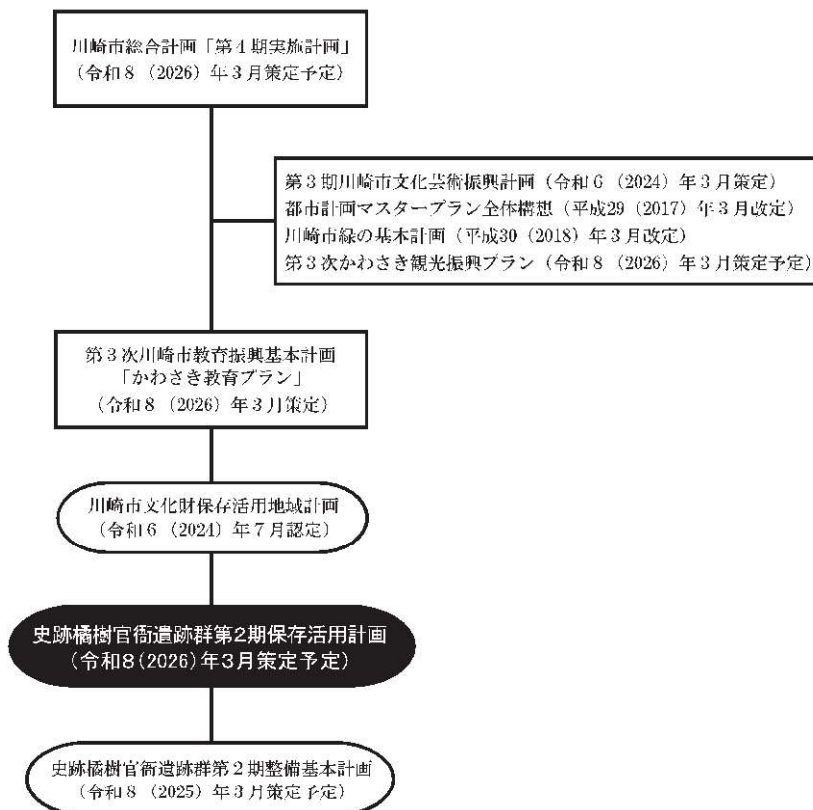 川崎市総合計画「第4期実施計画」
(令和8(2026)年3月策定予定)
第3期川崎市文化芸術振興計画(令和6(2024)年3月策定)
都市計画マスタープラン全体構想(平成29(2017)年3月改定)
川崎市緑の基本計画(平成30(2018)年3月改定)
第3次かわさき観光振興プラン(令和8(2026)年3月策定予定)
第3次川崎市教育振興基本計画
「かわさき教育プラン」
(令和8(2026)年3月策定)
川崎市文化財保存活用地域計画
(令和6(2024)年7月認定)
史跡橘樹官衙遺跡群第2期保存活用計画
(令和8(2026)年3月策定予定)
史跡橘樹官衙遺跡群第2期整備基本計画
(令和8(2025)年3月策定予定)